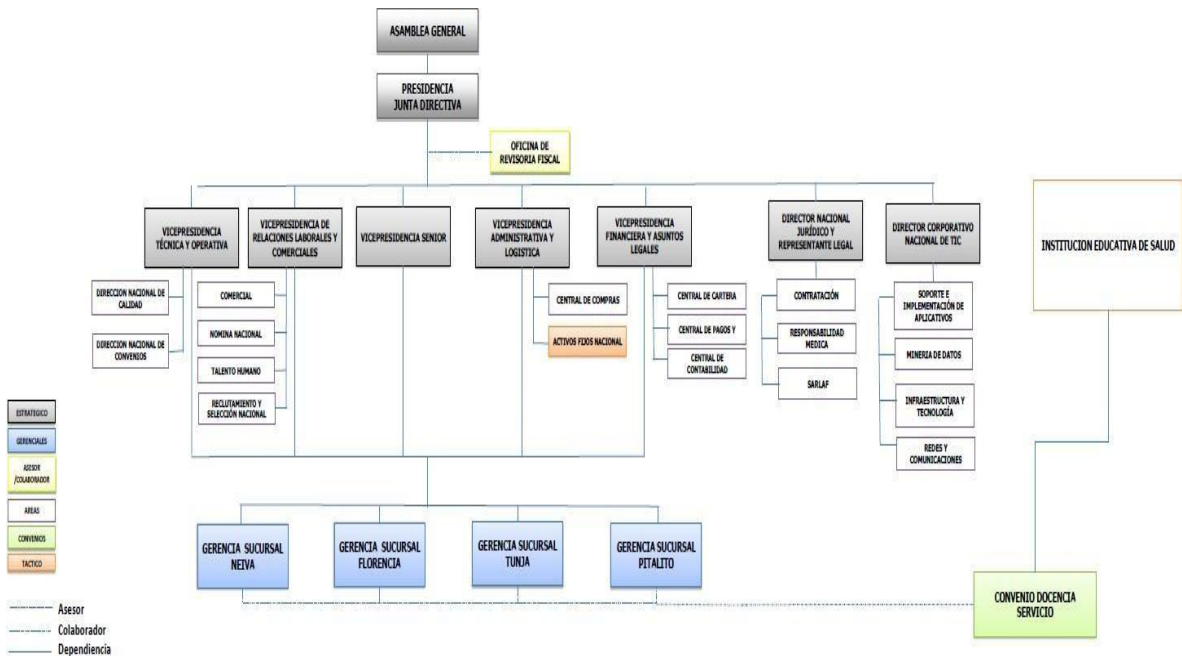 ASAMBLEA GENERAL
PRESIDENCIA
JUNTA DIRECTIVA
OFICINA DE
REVISORIA FISCAL
VICEPRESIDENCIA
TÉCNICA Y OPERATIVA
VICEPRESIDENCIA DE
RELACIONES LABORALES Y
COMERCIALES
VICEPRESIDENCIA SENIOR
VICEPRESIDENCIA
ADMINISTRATIVA Y
LOGISTICA
VICEPRESIDENCIA
FINANCIERA Y ASUNTOS
LEGALES
DIRECTOR NACIONAL
JURÍDICO Y
REPRESENTANTE LEGAL
DIRECTOR CORPORATIVO
NACIONAL DE TIC
INSTITUCION EDUCATIVA DE SALUD
DIRECCION NACIONAL DE
CALIDAD
DIRECCION NACIONAL DE
CONVENIOS
COMERCIAL
NOMINA NACIONAL
TALENTO HUMANO
RECLUTAMIENTO Y
SELECCIÓN NACIONAL
CENTRAL DE COMPRAS
ACTIVOS FIJOS NACIONAL
CENTRAL DE CARTERA
CENTRAL DE PAGOS Y
CENTRAL DE
CONTABILIDAD
CONTRATACIÓN
RESPONSABILIDAD
MEDICA
SARLAF
SOPORTE E
IMPLEMENTACIÓN DE
APLICATIVOS
MINERIA DE DATOS
INFRAESTRUCTURA Y
TECNOLOGÍA
REDES Y
COMUNICACIONES
ESTRATEGICO
GERENCIALES
ASESOR
/COLABORADOR
AREAS
CONVENIOS
TACTICO
GERENCIA SUCURSAL
NEIVA
GERENCIA SUCURSAL
FLORENCIA
GERENCIA SUCURSAL
TUNJA
GERENCIA SUCURSAL
PITALITO
CONVENIO DOCENCIA
SERVICIO
Asesor
Colaborador
Dependiencia